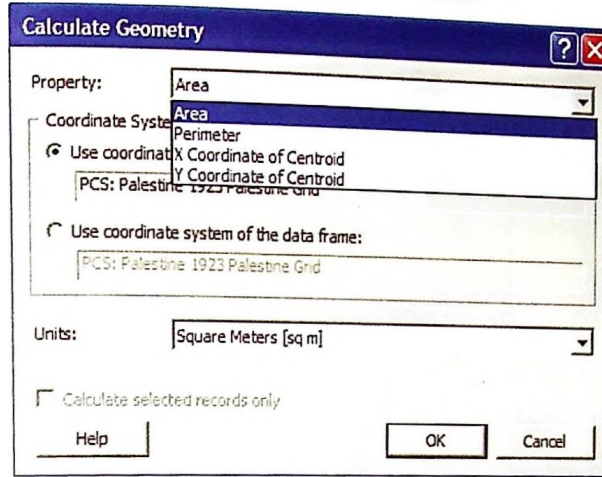 Calculate Geometry
Property:
Area
Area
Perimeter
X Coordinate of Centroid
Y Coordinate of Centroid
Coordinate Syste
Use coordinat
PCS: Palestine 1923 Palestine Grid
Use coordinate system of the data frame:
PCS: Palestine 1923 Palestine Grid
Units:
Square Meters [sq m]
Calculate selected records only
Help
OK
Cancel